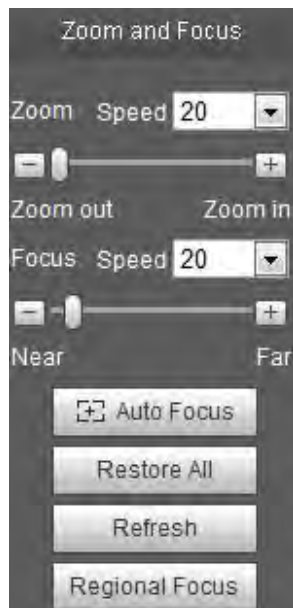 Zoom and Focus
Zoom Speed 20
Zoom out Zoom in
Focus Speed 20
Near Far
Auto Focus
Restore All
Refresh
Regional Focus